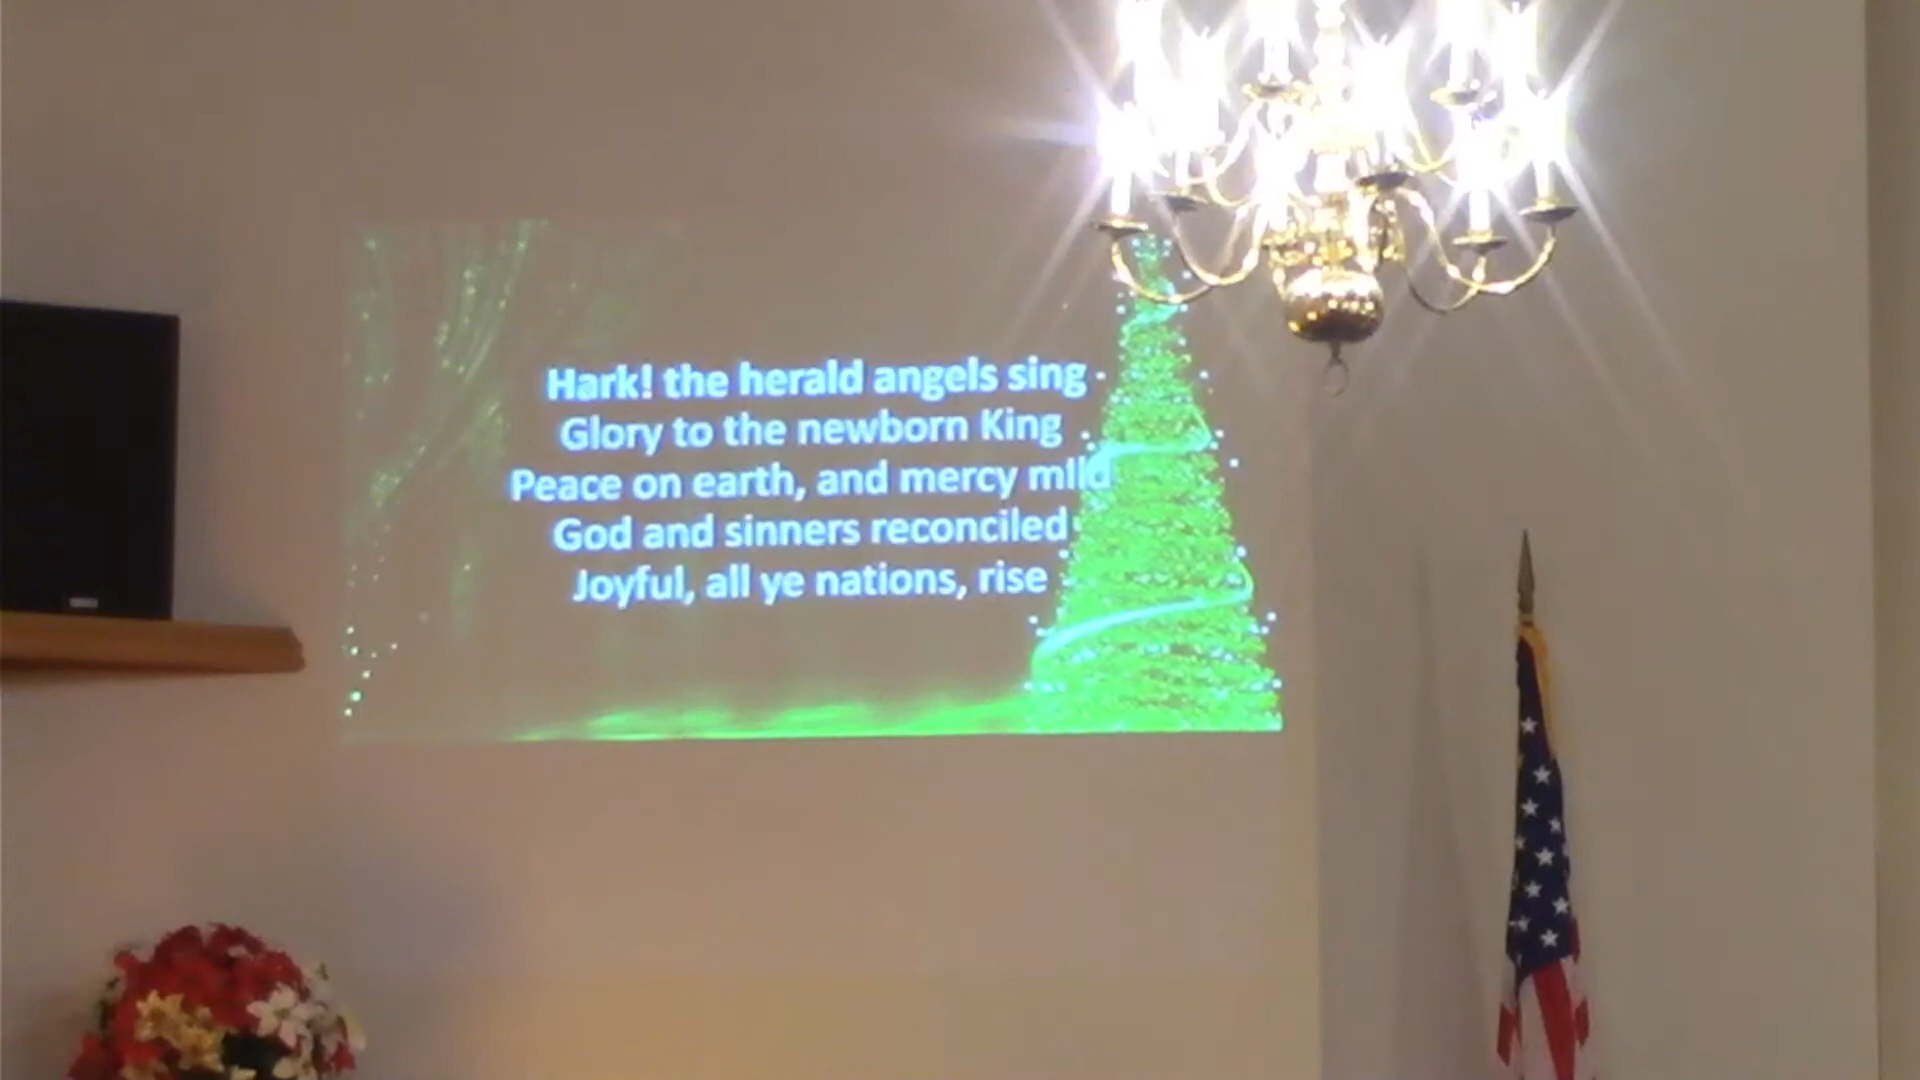 Hark! the herald angels sing
Glory to the newborn King
Peace on earth, and mercy mild
God and sinners reconciled
Joyful, all ye nations, rise